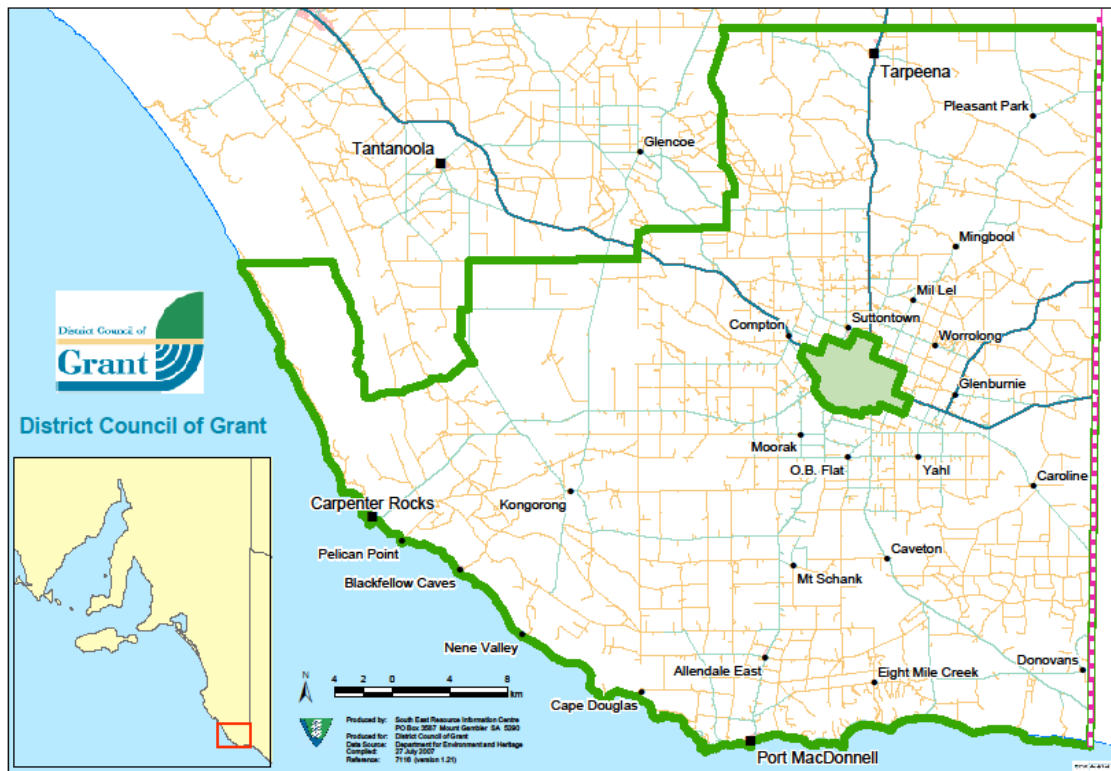 Tarpeena
Pleasant Park
Glencoe
Tantanoola
Mingbool
Mil Lel
Suttontown
Compton
Worrolong
District Council of
Grant
Glenburnie
District Council of Grant
Moorak
O.B. Flat
Yahl
Caroline
Kongorong
Carpenter Rocks
Pelican Point
Caveton
Mt Schank
Blackfellow Caves
Nene Valley
Allendale East
Donovans
Eight Mile Creek
N
4 2 0 4 8
km
Cape Douglas
Produced by: South East Resource Information Centre
PO Box 3587 Mount Gambier SA 5290
Produced for: District Council of Grant
Data Source: Department for Environment and Heritage
Compiled: 27 July 2007
Reference: 7116 (version 1.21)
Port MacDonnell